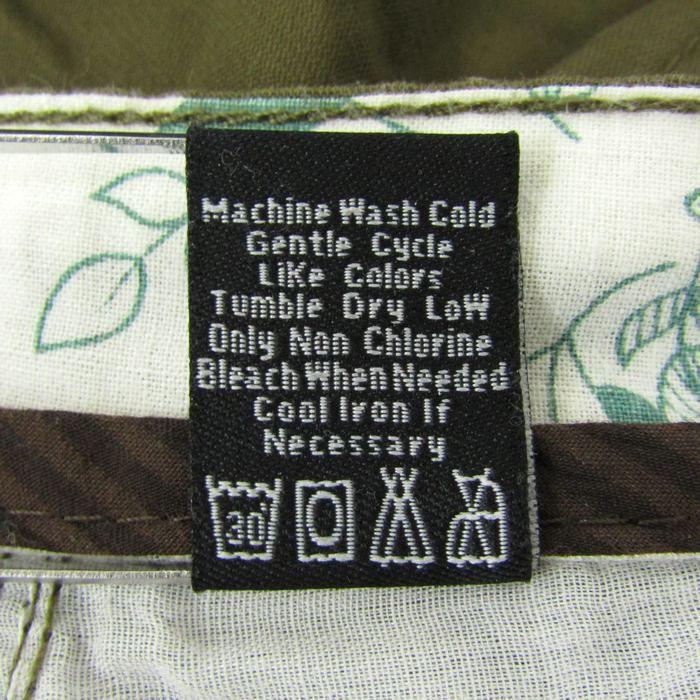 Machine Wash Cold
Gentle Cycle
Like Colors
Tumble Dry Low
Only Non Chlorine
Bleach When Needed
Cool Iron If
Necessary
30